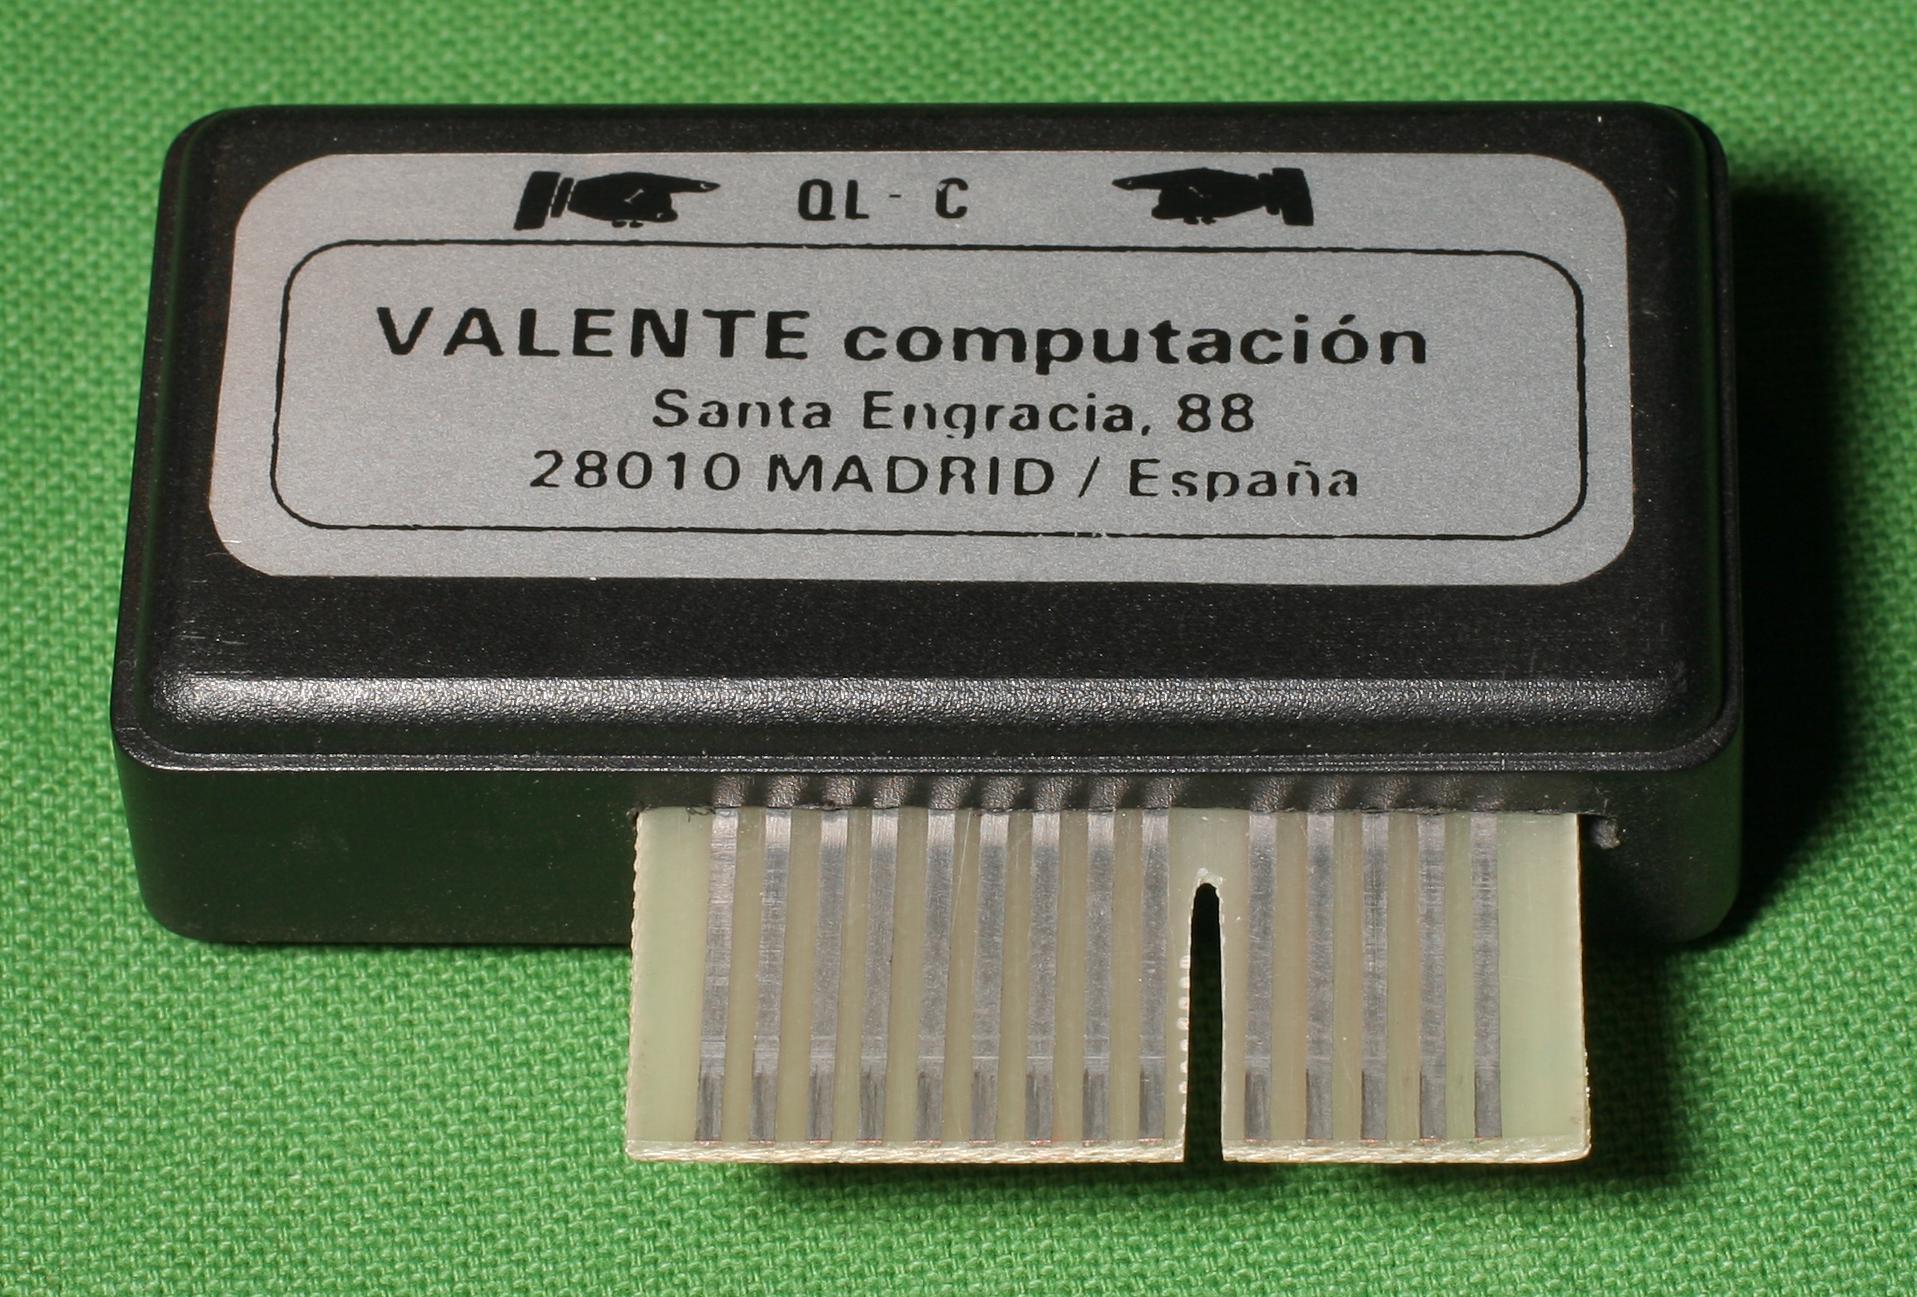 QL - C
VALENTE computación
Santa Engracia, 88
28010 MADRID / España